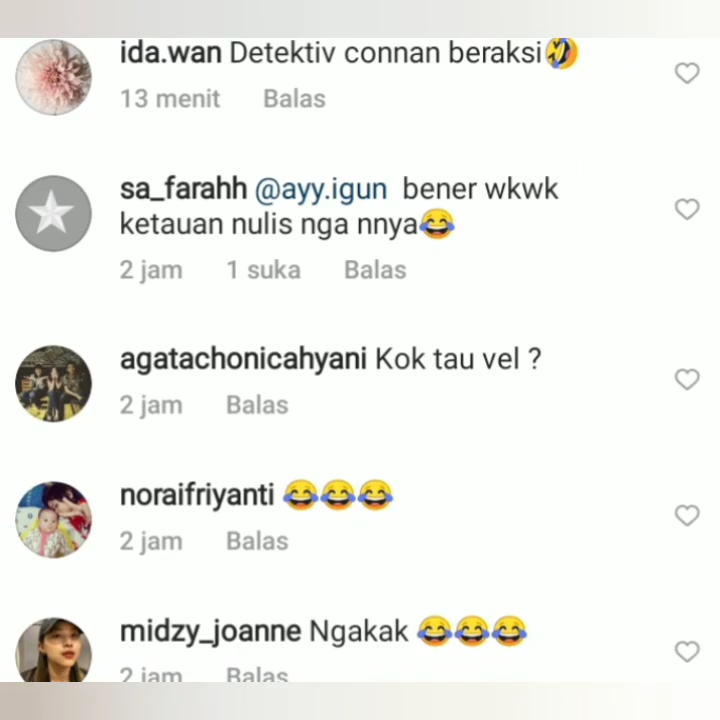 ida.wan Detektiv connan beraksi🤣
13 menit Balas
sa_farahh @ayy.igun bener wkwk
ketauan nulis nga nnya😂
2 jam 1 suka Balas
agatachonicahyani Kok tau vel ?
2 jam Balas
noraifriyanti 😂😂😂
2 jam Balas
midzy_joanne Ngakak 😂😂😂
2 jam Balas